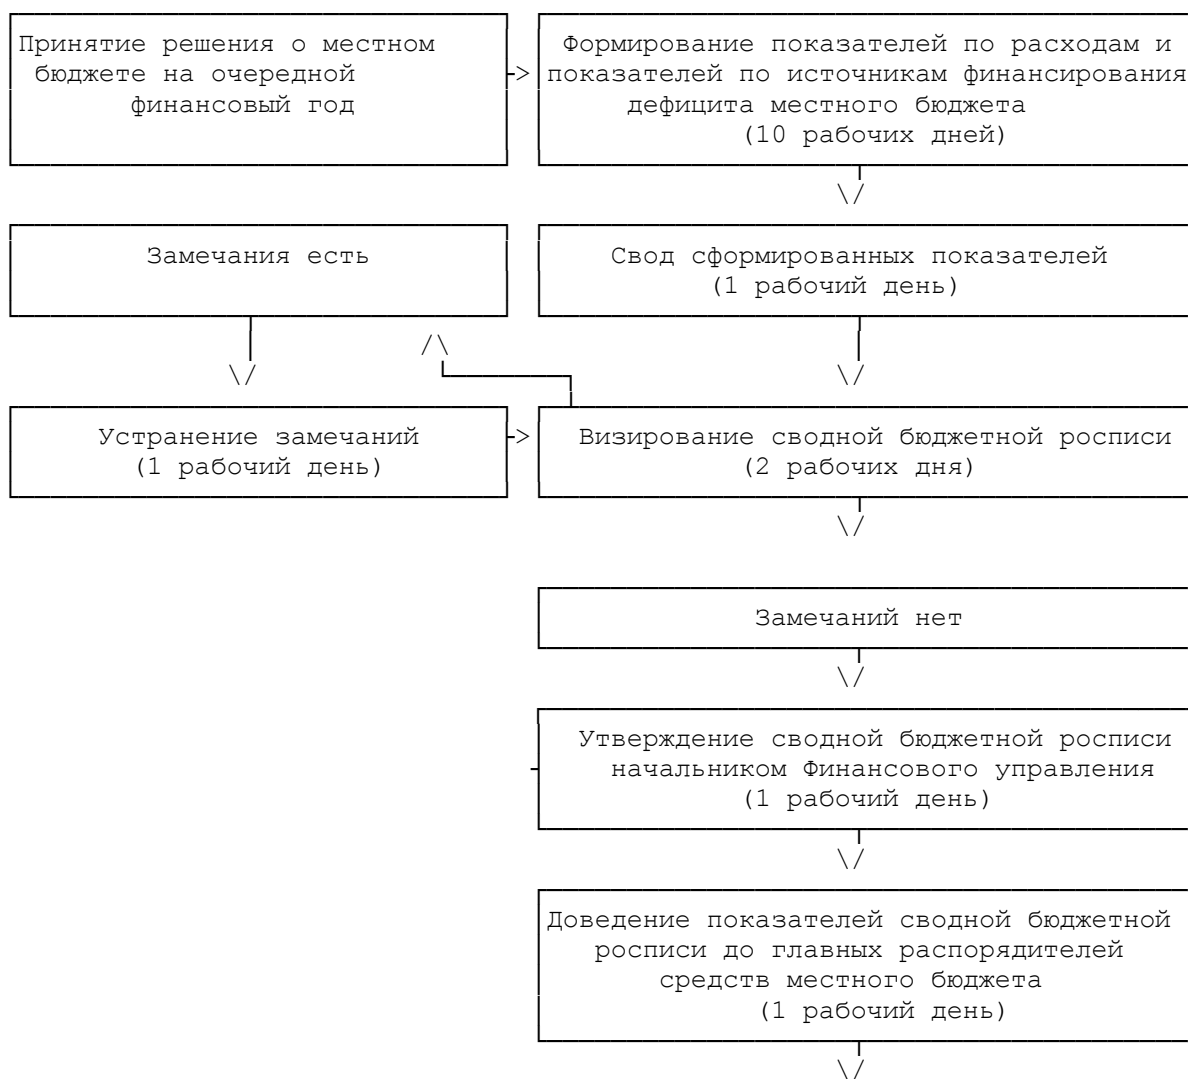 Принятие решения о местном
бюджете на очередной
финансовый год
Формирование показателей по расходам и
показателей по источникам финансирования
дефицита местного бюджета
(10 рабочих дней)
Замечания есть
Свод сформированных показателей
(1 рабочий день)
Устранение замечаний
(1 рабочий день)
Визирование сводной бюджетной росписи
(2 рабочих дня)
Замечаний нет
Утверждение сводной бюджетной росписи
начальником Финансового управления
(1 рабочий день)
Доведение показателей сводной бюджетной
росписи до главных распорядителей
средств местного бюджета
(1 рабочий день)